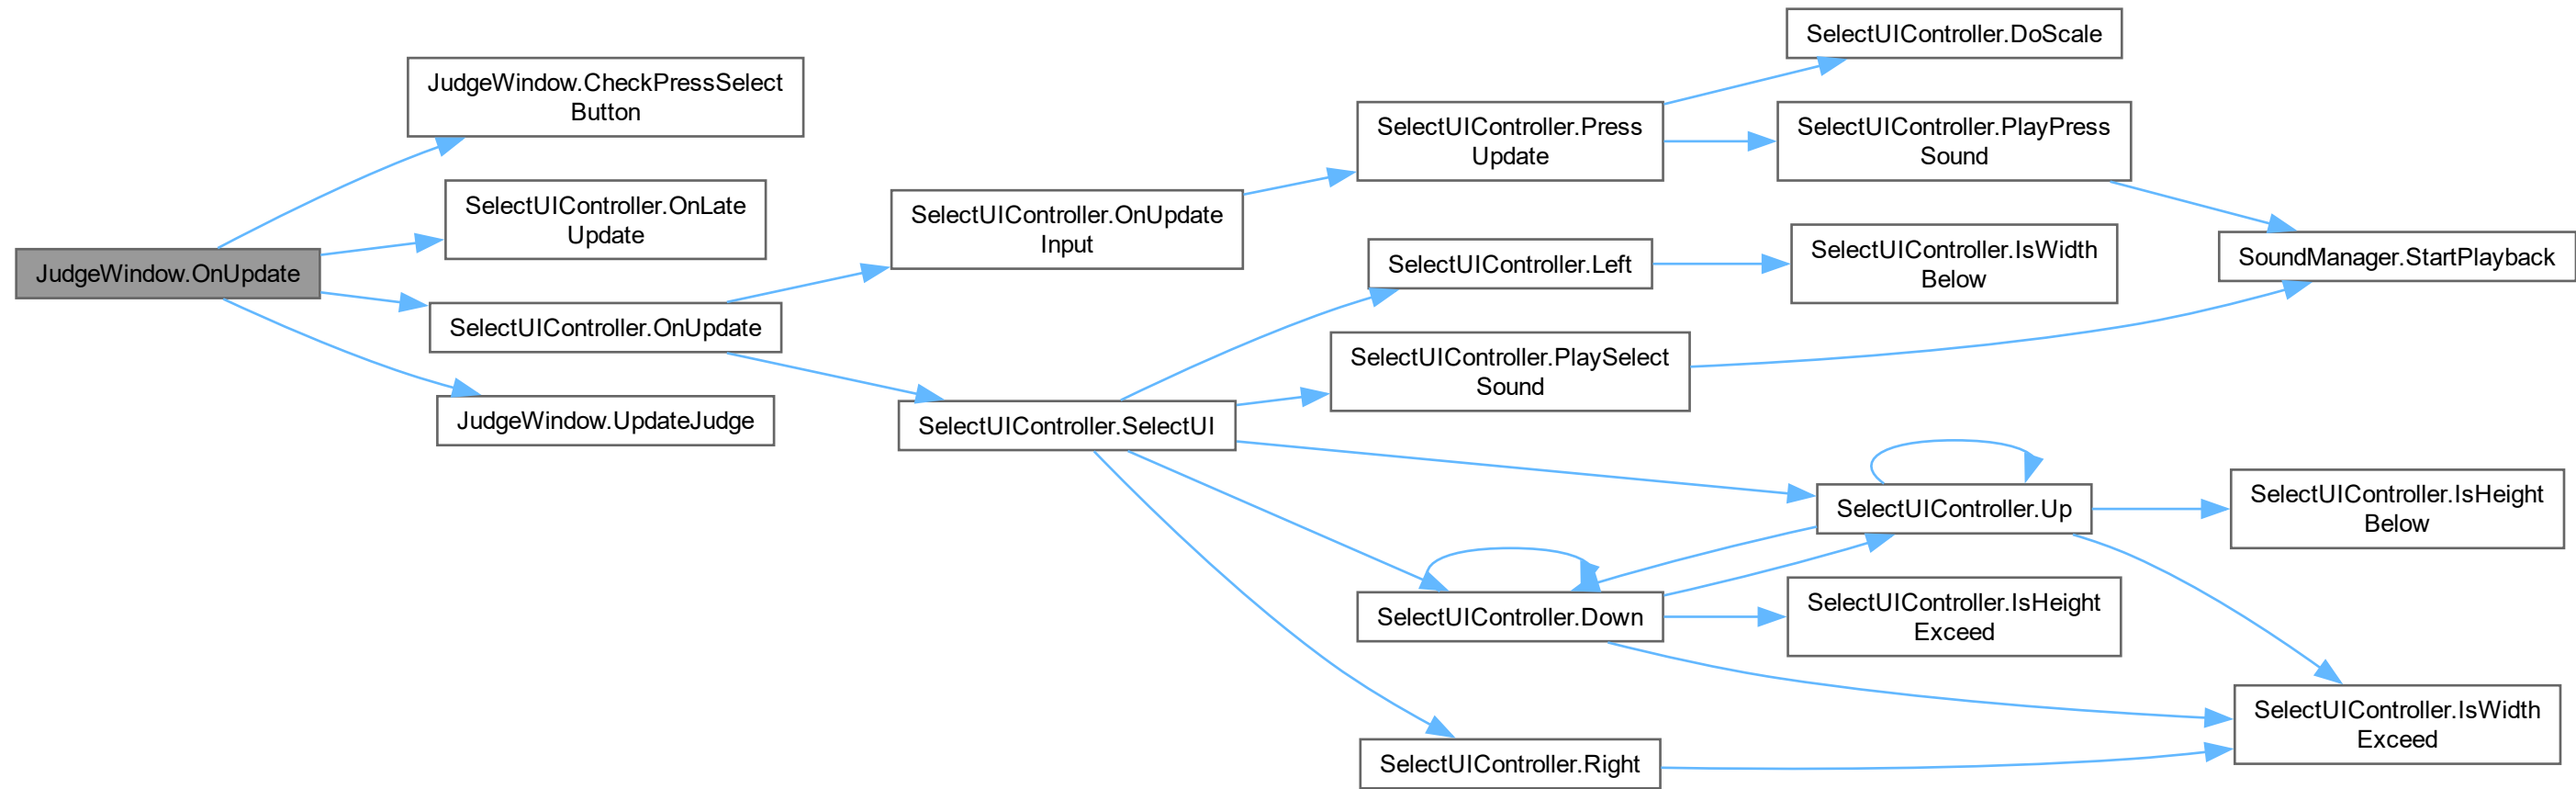 JudgeWindow.OnUpdate
JudgeWindow.CheckPressSelect
Button
SelectUIController.OnLate
Update
SelectUIController.OnUpdate
JudgeWindow.UpdateJudge
SelectUIController.OnUpdate
Input
SelectUIController.SelectUI
SelectUIController.Press
Update
SelectUIController.Left
SelectUIController.PlaySelect
Sound
SelectUIController.Down
SelectUIController.Right
SelectUIController.DoScale
SelectUIController.PlayPress
Sound
SelectUIController.IsWidth
Below
SelectUIController.Up
SelectUIController.IsHeight
Exceed
SoundManager.StartPlayback
SelectUIController.IsHeight
Below
SelectUIController.IsWidth
Exceed